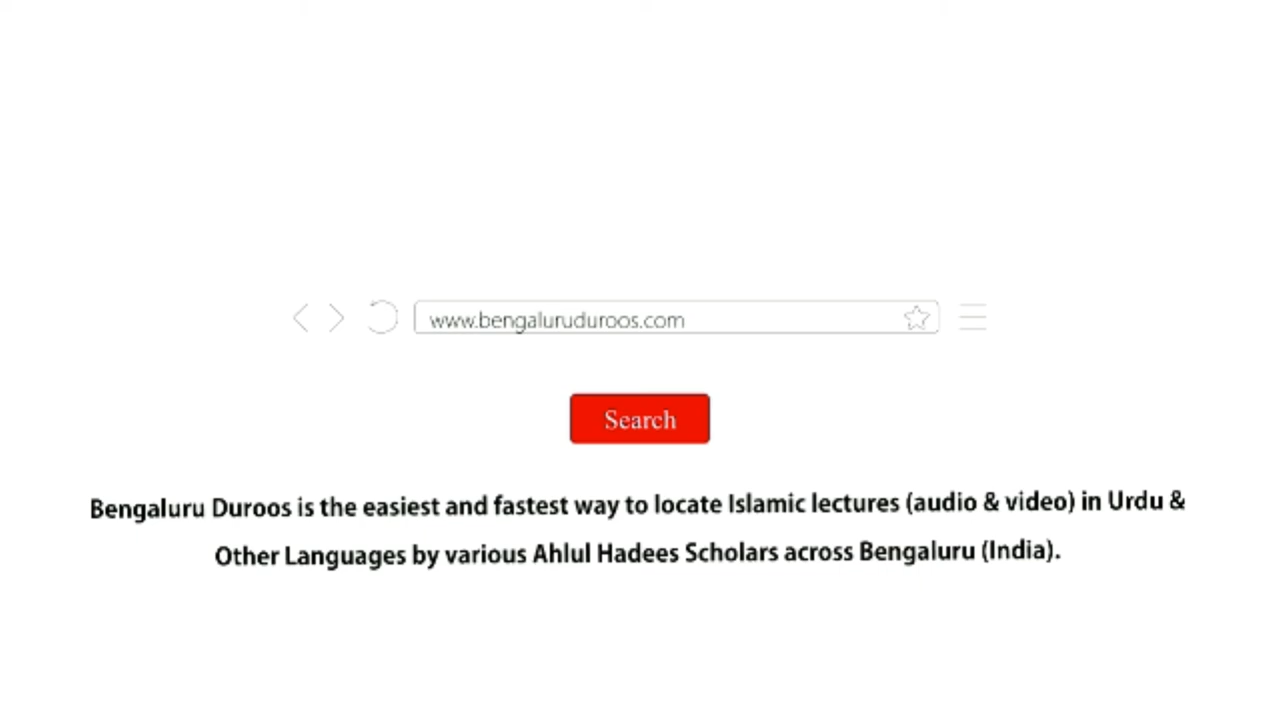 www.bengaluruduroos.com
Search
Bengaluru Duroos is the easiest and fastest way to locate Islamic lectures (audio & video) in Urdu &
Other Languages by various Ahlul Hadees Scholars across Bengaluru (India).